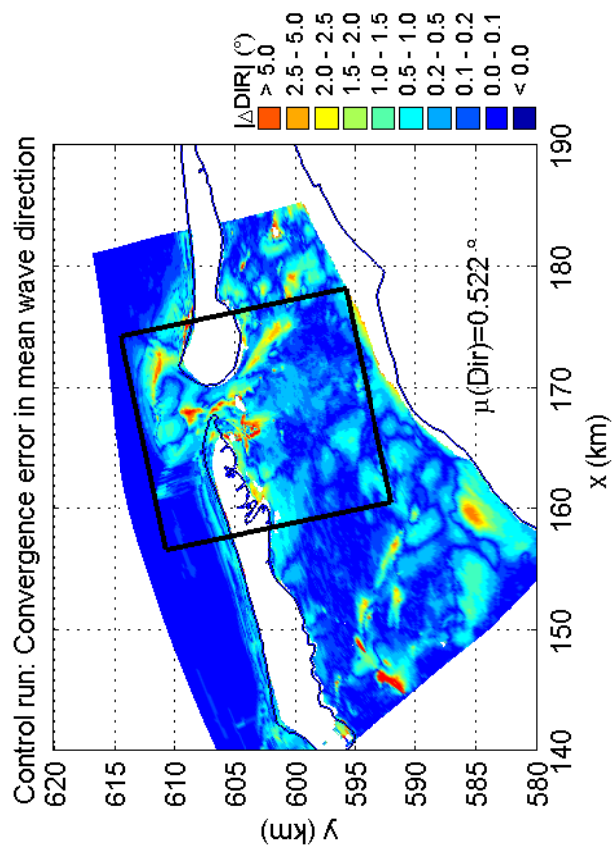 Control run: Convergence error in mean wave direction
620
615
610
605
600
595
590
585
580
y (km)
140
150
160
170
180
190
x (km)
μ(Dir)=0.522°
|△DIR| (°)
> 5.0
2.5 - 5.0
2.0 - 2.5
1.5 - 2.0
1.0 - 1.5
0.5 - 1.0
0.2 - 0.5
0.1 - 0.2
0.0 - 0.1
< 0.0